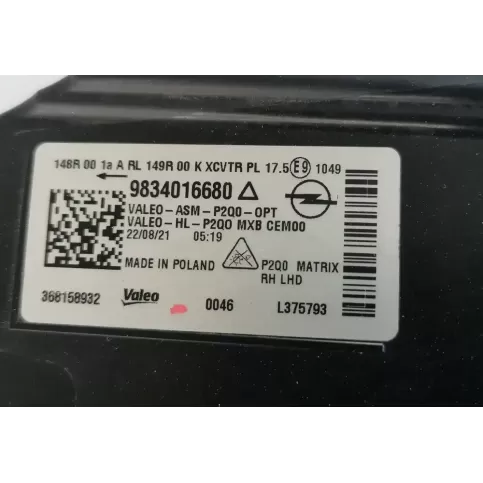 148R 00 1a A RL 149R 00 K XCVTR PL 17.5 E9 1049
9834016680
VALEO-ASM-P2Q0-OPT
VALEO-HL-P2QO MXB CEM00
22/08/21 05:19
MADE IN POLAND
P2Q0 MATRIX
RH LHD
368158932 Valeo 0046 L375793